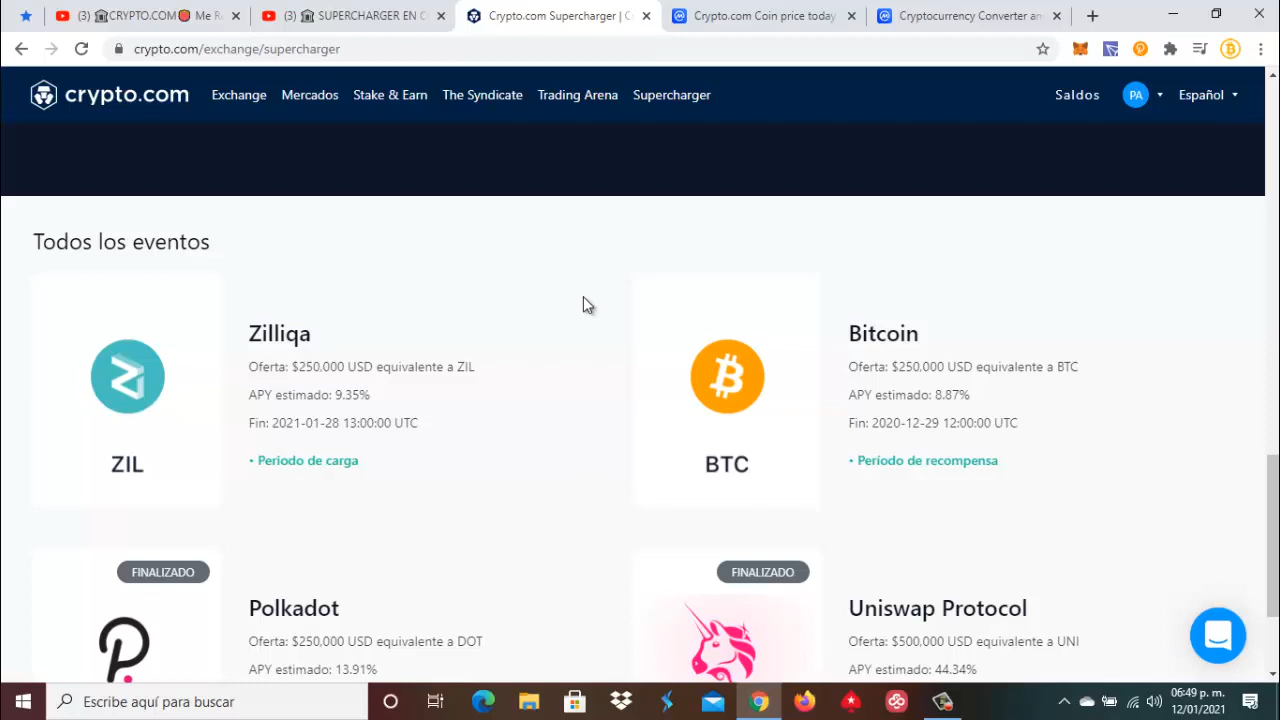 (3) 🏛CRYPTO.COM🔴 Me R
(3) 🏛 SUPERCHARGER EN C
Crypto.com Supercharger | C
Crypto.com Coin price today
Cryptocurrency Converter an
crypto.com/exchange/supercharger
crypto.com
Exchange
Mercados
Stake & Earn
The Syndicate
Trading Arena
Supercharger
Saldos
PA
Español
Todos los eventos
ZIL
Zilliqa
Oferta: $250,000 USD equivalente a ZIL
APY estimado: 9.35%
Fin: 2021-01-28 13:00:00 UTC
• Periodo de carga
BTC
Bitcoin
Oferta: $250,000 USD equivalente a BTC
APY estimado: 8.87%
Fin: 2020-12-29 12:00:00 UTC
• Período de recompensa
FINALIZADO
Polkadot
Oferta: $250,000 USD equivalente a DOT
APY estimado: 13.91%
FINALIZADO
Uniswap Protocol
Oferta: $500,000 USD equivalente a UNI
APY estimado: 44.34%
Escribe aquí para buscar
06:49 p. m.
12/01/2021